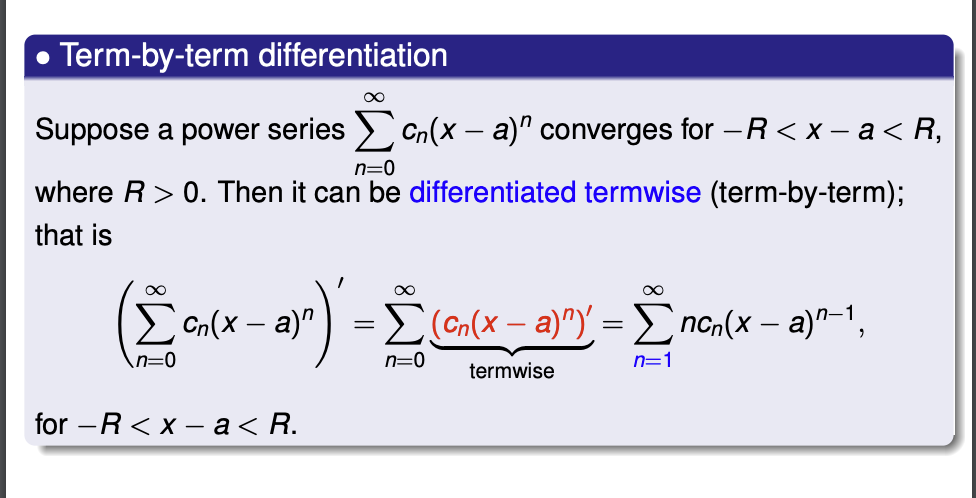 • Term-by-term differentiation
Suppose a power series $\sum_{n=0}^{\infty} c_n(x-a)^n$ converges for $-R < x-a < R$,
where $R > 0$. Then it can be differentiated termwise (term-by-term);
that is
$\left(\sum_{n=0}^{\infty} c_n(x-a)^n\right)' = \sum_{n=0}^{\infty} \underbrace{(c_n(x-a)^n)'}_{\text{termwise}} = \sum_{n=1}^{\infty} nc_n(x-a)^{n-1},$
for $-R < x-a < R$.